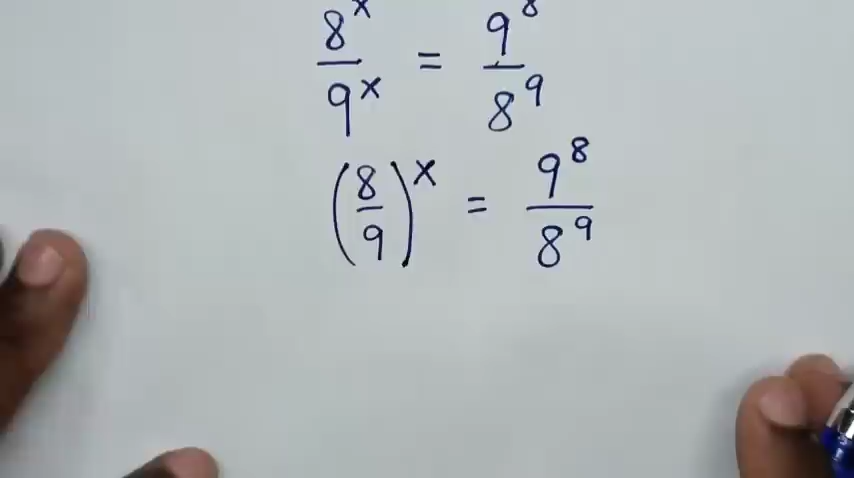 8^x / 9^x = 9^8 / 8^9
(8/9)^x = 9^8 / 8^9